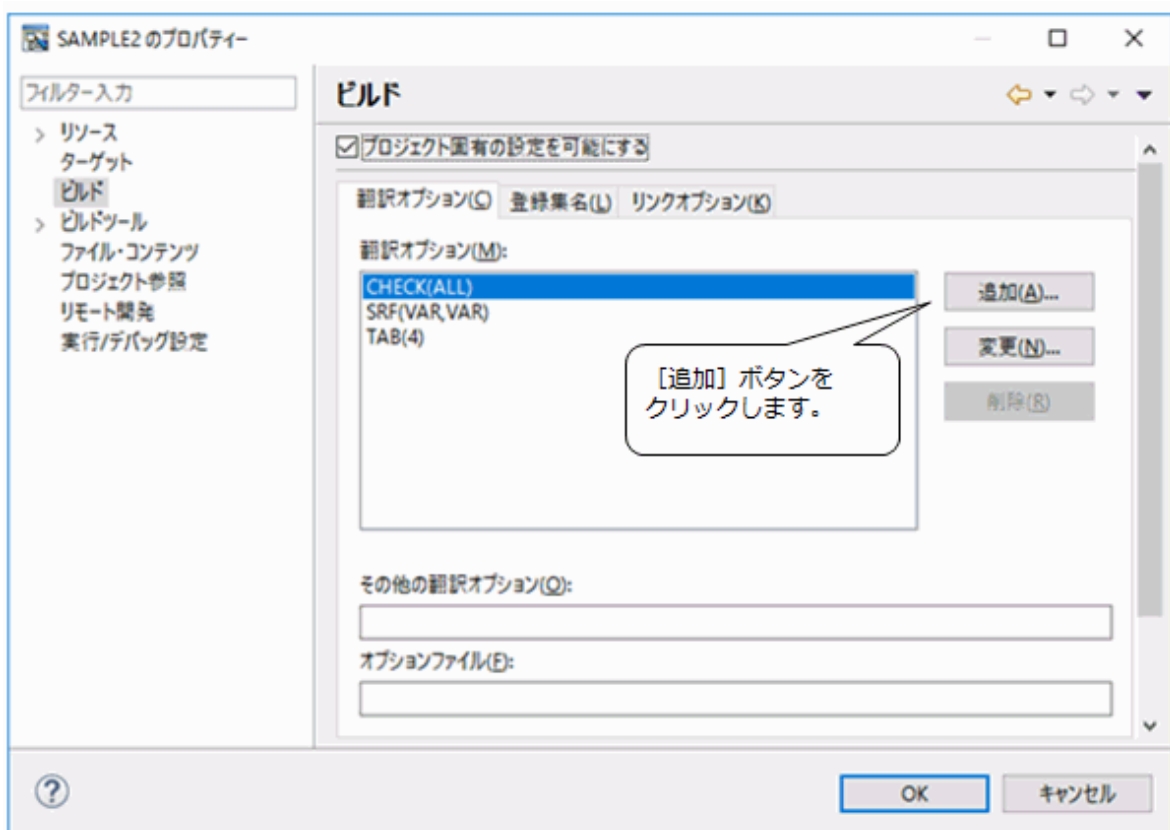 SAMPLE2 のプロパティー
フィルター入力
リソース
ターゲット
ビルド
ビルドツール
ファイル・コンテンツ
プロジェクト参照
リモート開発
実行/デバッグ設定
ビルド
プロジェクト固有の設定を可能にする
翻訳オプション(C) 登録集名(L) リンクオプション(K)
翻訳オプション(M):
CHECK(ALL)
SRF(VAR,VAR)
TAB(4)
追加(A)...
変更(N)...
削除(R)
［追加］ボタンを
クリックします。
その他の翻訳オプション(O):
オプションファイル(F):
OK キャンセル